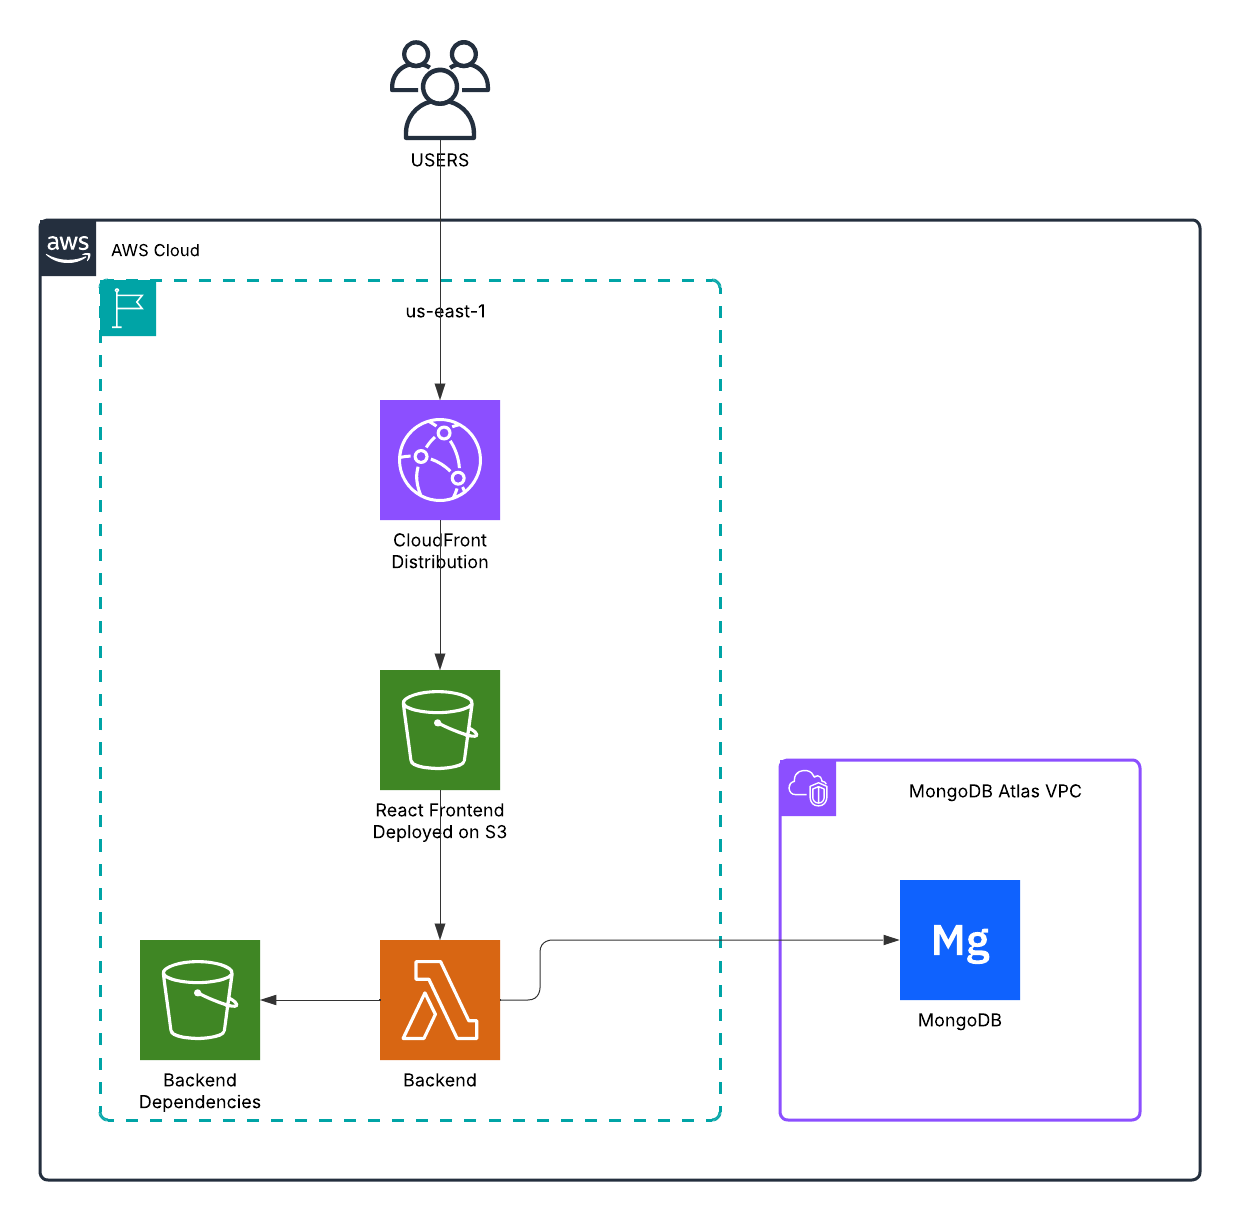 USERS
aws
AWS Cloud
us-east-1
CloudFront
Distribution
React Frontend
Deployed on S3
MongoDB Atlas VPC
Mg
MongoDB
Backend
Dependencies
Backend